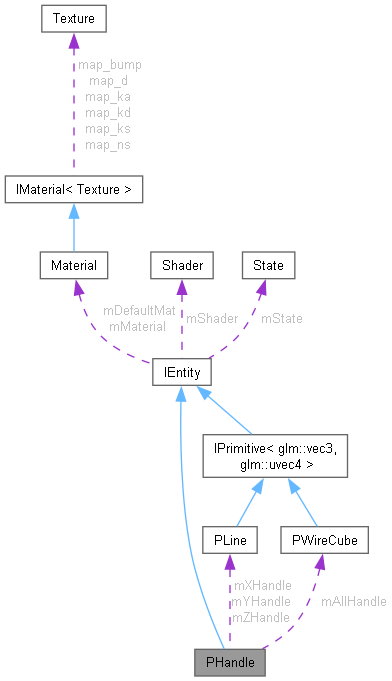 Texture
map_bump
map_d
map_ka
map_kd
map_ks
map_ns
IMaterial< Texture >
Material
Shader
State
mDefaultMat
mMaterial
mShader
mState
IEntity
IPrimitive< glm::vec3,
glm::uvec4 >
PLine
PWireCube
mXHandle
mYHandle
mZHandle
mAllHandle
PHandle